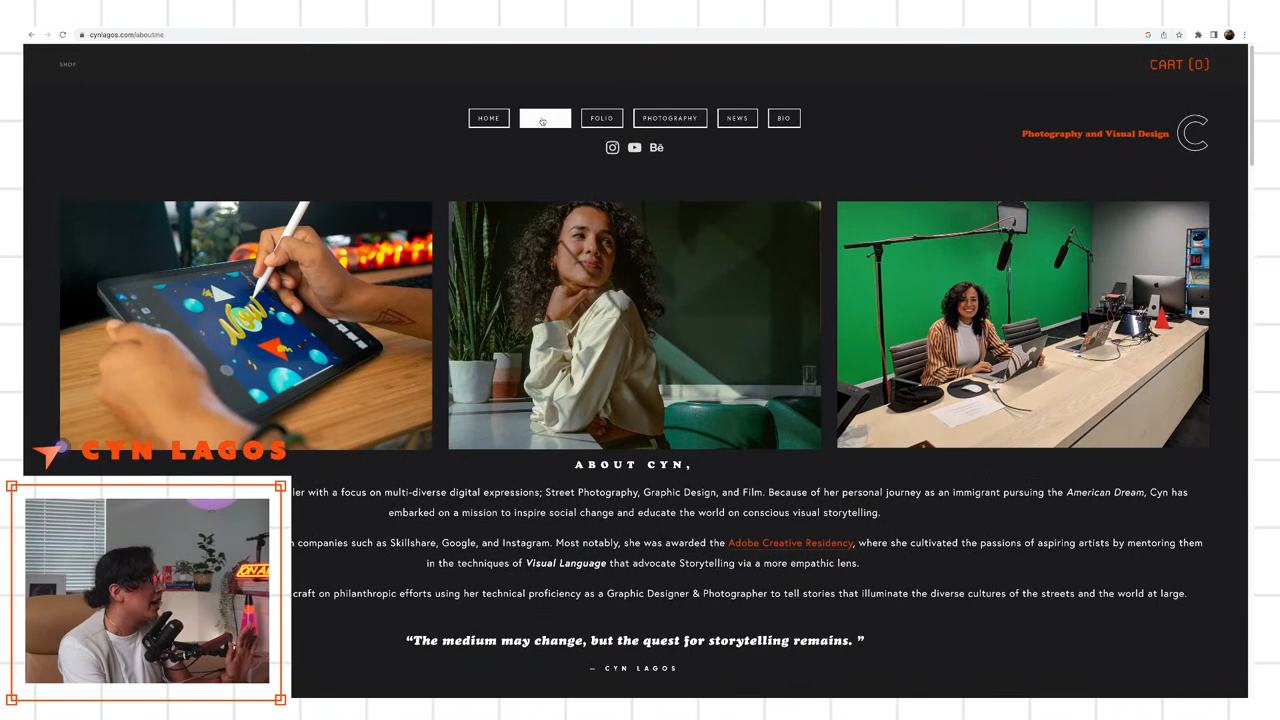 cynlagos.com/aboutme
SHOP
CART (0)
HOME
FOLIO
PHOTOGRAPHY
NEWS
BIO
Bē
Photography and Visual Design
C
Now
CYN LAGOS
ABOUT CYN,
with a focus on multi-diverse digital expressions; Street Photography, Graphic Design, and Film. Because of her personal journey as an immigrant pursuing the American Dream, Cyn has
embarked on a mission to inspire social change and educate the world on conscious visual storytelling.
companies such as Skillshare, Google, and Instagram. Most notably, she was awarded the Adobe Creative Residency, where she cultivated the passions of aspiring artists by mentoring them
in the techniques of Visual Language that advocate Storytelling via a more empathic lens.
craft on philanthropic efforts using her technical proficiency as a Graphic Designer & Photographer to tell stories that illuminate the diverse cultures of the streets and the world at large.
“The medium may change, but the quest for storytelling remains. ”
— CYN LAGOS